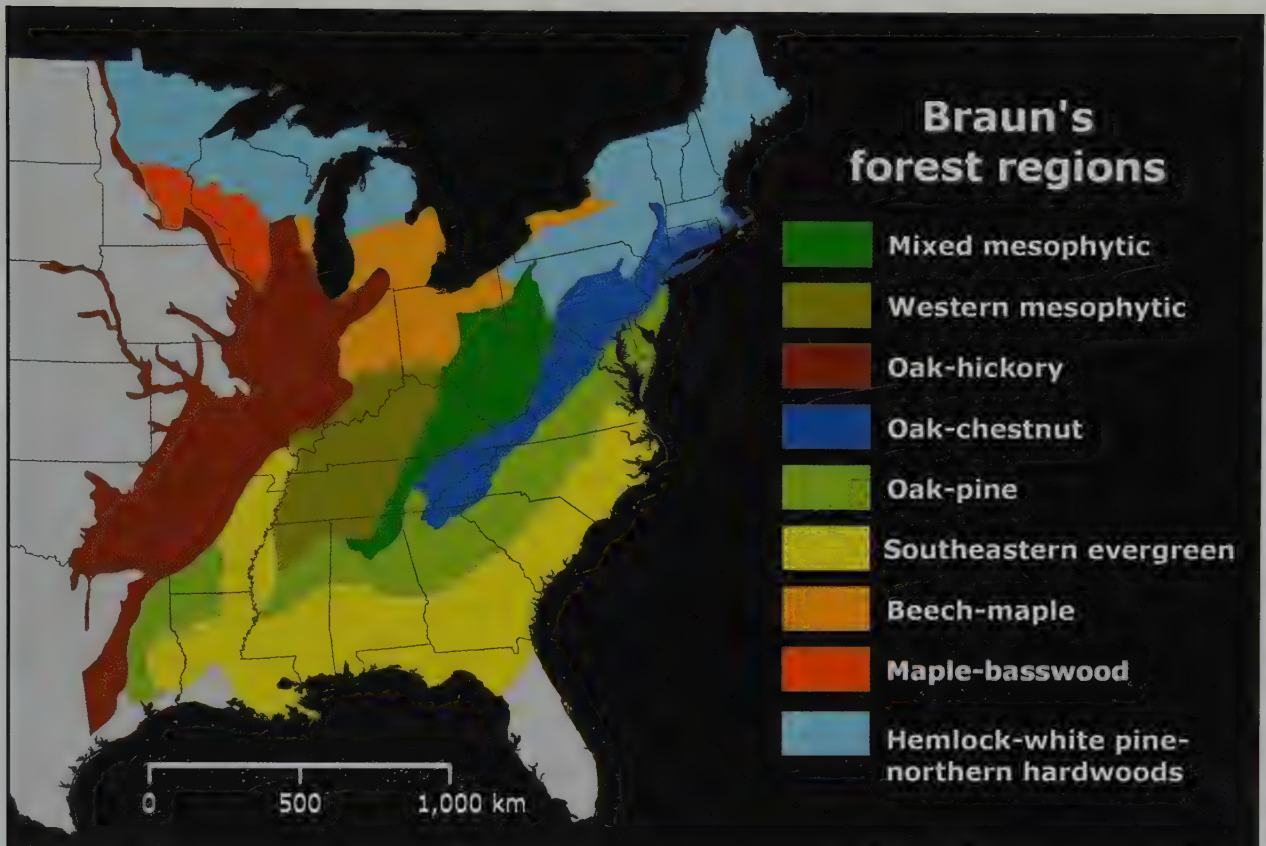 Braun's
forest regions
Mixed mesophytic
Western mesophytic
Oak-hickory
Oak-chestnut
Oak-pine
Southeastern evergreen
Beech-maple
Maple-basswood
Hemlock-white pine-
northern hardwoods
0 500 1,000 km